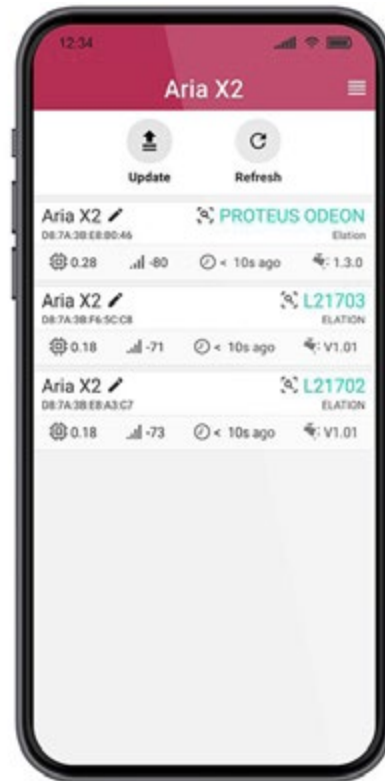 12:34
Aria X2
Update Refresh
Aria X2 PROTEUS ODEON
D8:7A:3B:E8:B0:46 Elation
0.28 -80 < 10s ago : 1.3.0
Aria X2 L21703
D8:7A:3B:F6:5C:C8 ELATION
0.18 -71 < 10s ago : V1.01
Aria X2 L21702
D8:7A:3B:E8:A3:C7 ELATION
0.18 -73 < 10s ago : V1.01